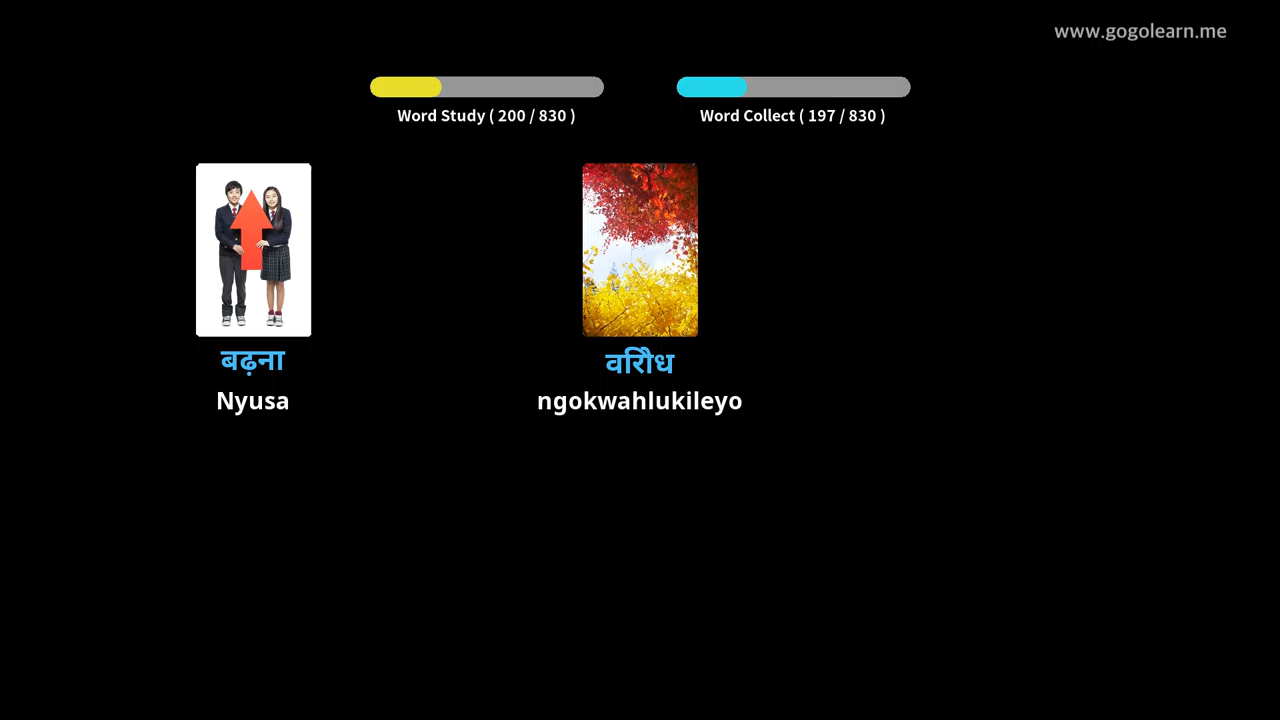 www.gogolearn.me
Word Study ( 200 / 830 )
Word Collect ( 197 / 830 )
बढ़ना
Nyusa
वरिोध
ngokwahlukileyo